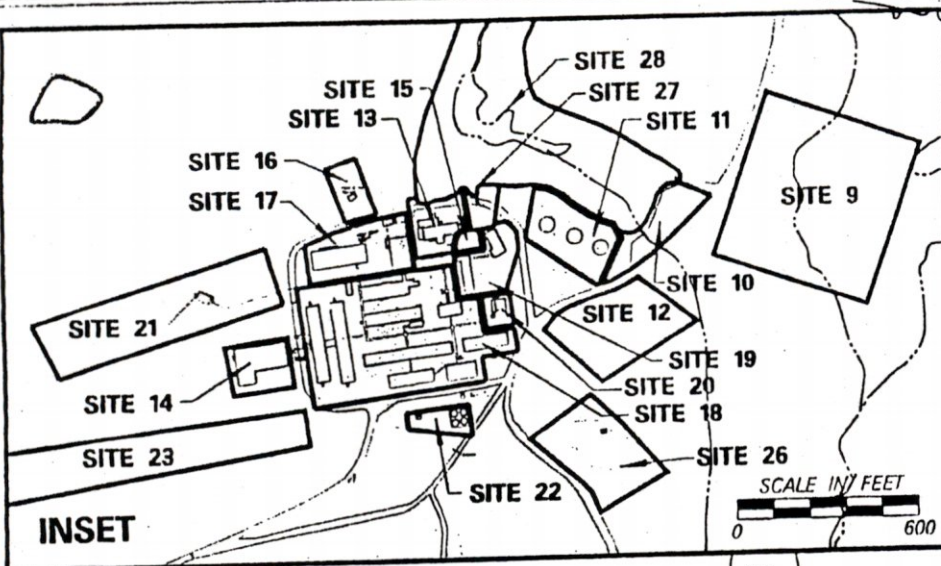 SITE 28
SITE 15
SITE 27
SITE 13
SITE 11
SITE 16
SITE 17
SITE 9
SITE 10
SITE 21
SITE 12
SITE 19
SITE 20
SITE 14
SITE 18
SITE 23
SITE 26
SITE 22
SCALE IN FEET
INSET
0
600